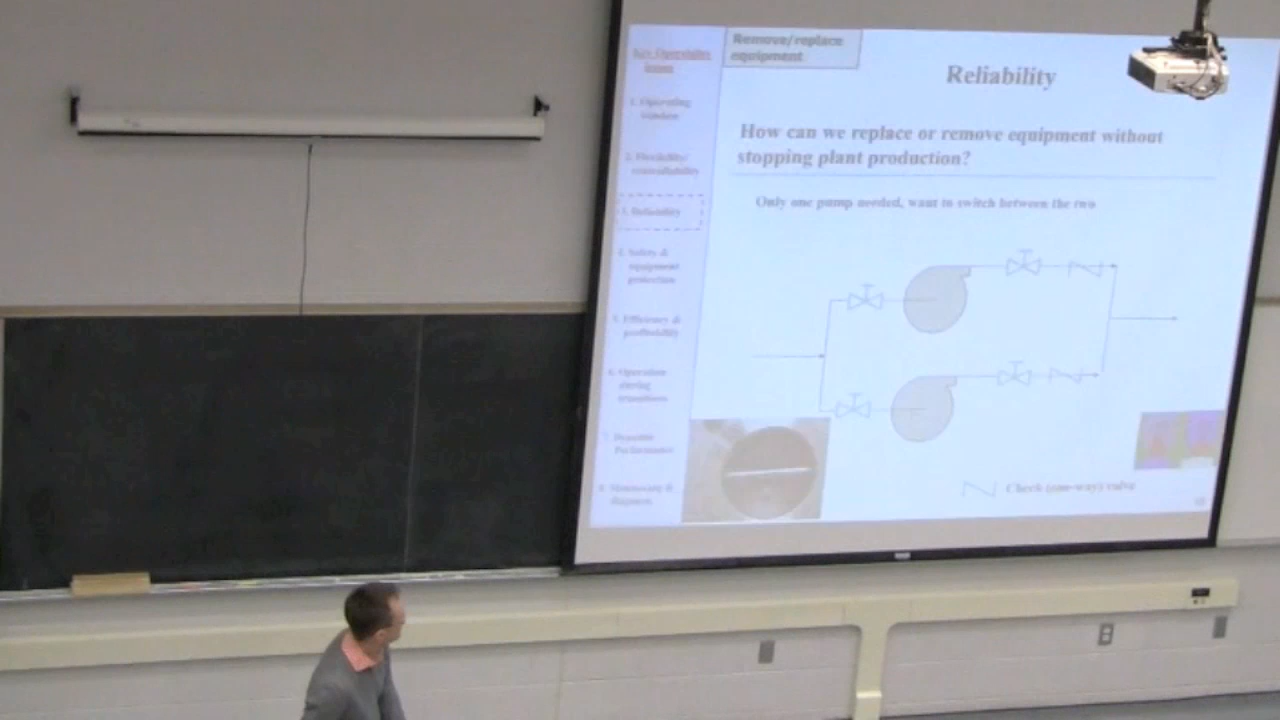 Key Operability
issues
1. Operating
window
2. Flexibility/
controllability
3. Reliability
4. Safety &
equipment
protection
5. Efficiency &
profitability
6. Operation
during
transitions
7. Dynamic
Performance
8. Monitoring &
diagnosis
Remove/replace
equipment
Reliability
How can we replace or remove equipment without
stopping plant production?
Only one pump needed, want to switch between the two
Check (one-way) valve